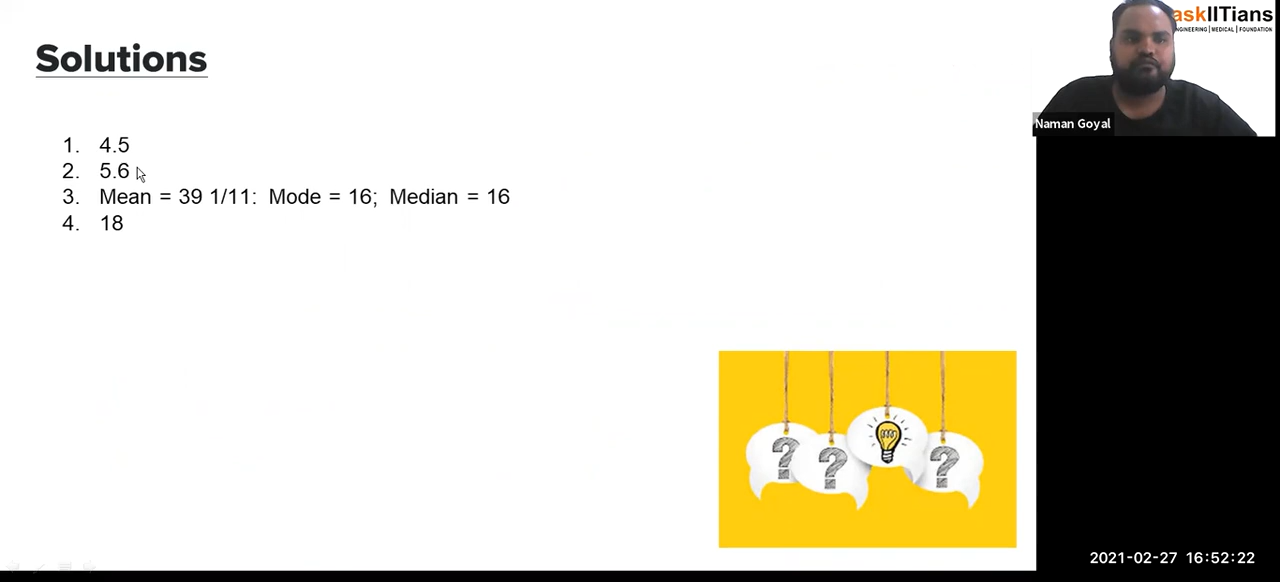 Solutions
1. 4.5
2. 5.6
3. Mean = 39 1/11: Mode = 16; Median = 16
4. 18
askIITians
ENGINEERING | MEDICAL | FOUNDATION
Naman Goyal
? ? ?
2021-02-27 16:52:22